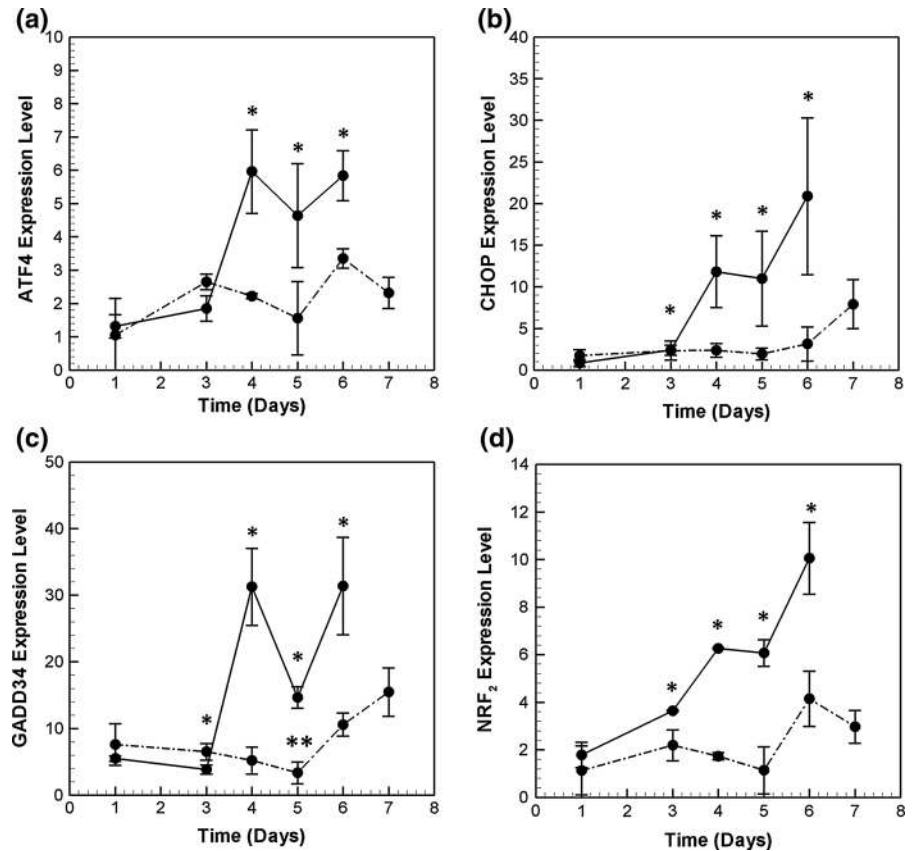 (a)
ATF4 Expression Level
10
9
8
7
6
5
4
3
2
1
0
0 1 2 3 4 5 6 7 8
Time (Days)
* * *
(b)
CHOP Expression Level
40
35
30
25
20
15
10
5
0
0 1 2 3 4 5 6 7 8
Time (Days)
* * * *
(c)
GADD34 Expression Level
50
40
30
20
10
0
0 1 2 3 4 5 6 7 8
Time (Days)
* * * *
**
(d)
NRF₂ Expression Level
14
12
10
8
6
4
2
0
0 1 2 3 4 5 6 7 8
Time (Days)
* * * *